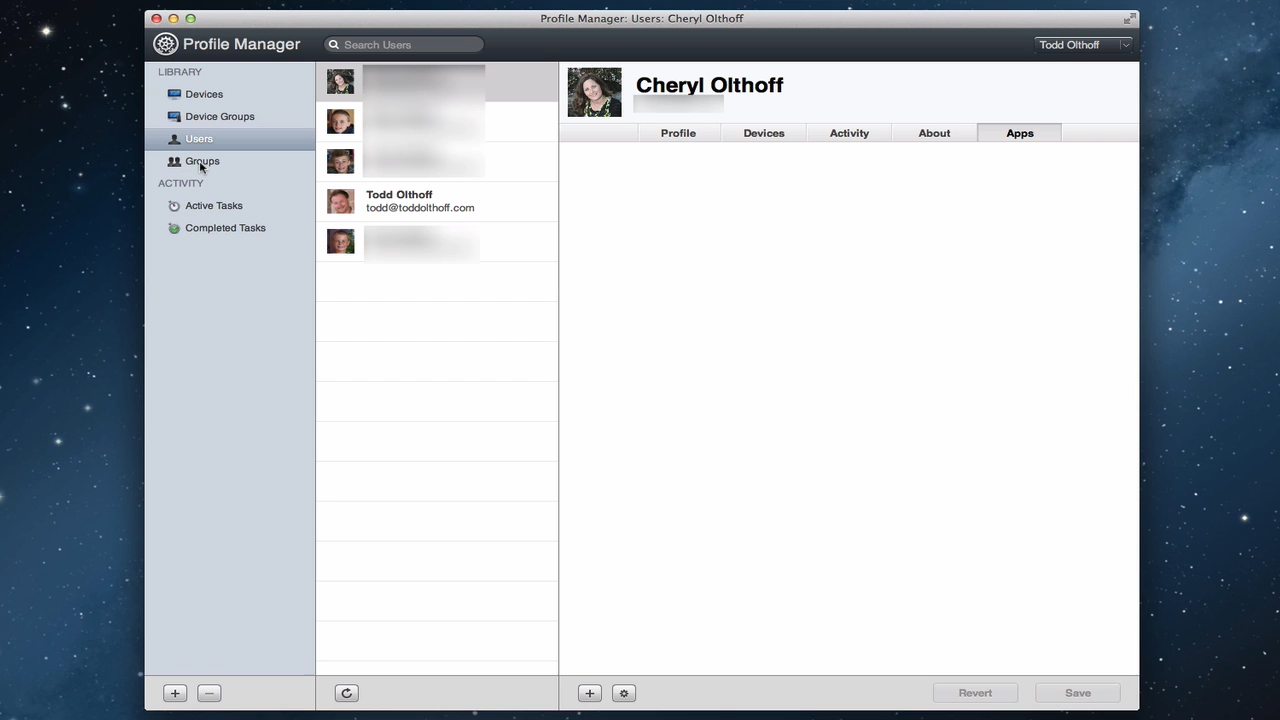 Profile Manager: Users: Cheryl Olthoff
Profile Manager
Search Users
Todd Olthoff
LIBRARY
Devices
Device Groups
Users
Groups
ACTIVITY
Active Tasks
Completed Tasks
Todd Olthoff
todd@toddolthoff.com
Cheryl Olthoff
Profile
Devices
Activity
About
Apps
Revert
Save